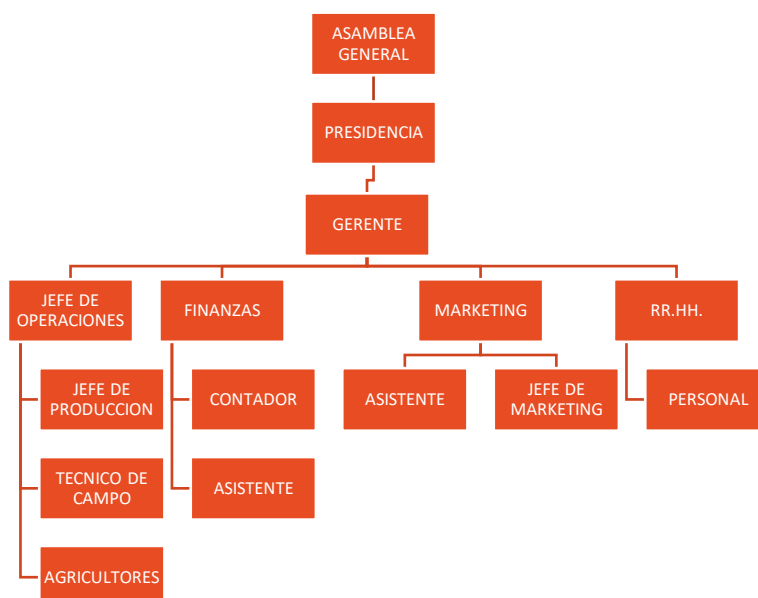 ASAMBLEA
GENERAL
PRESIDENCIA
GERENTE
JEFE DE
OPERACIONES
FINANZAS
MARKETING
RR.HH.
JEFE DE
PRODUCCION
CONTADOR
ASISTENTE
JEFE DE
MARKETING
PERSONAL
TECNICO DE
CAMPO
ASISTENTE
AGRICULTORES